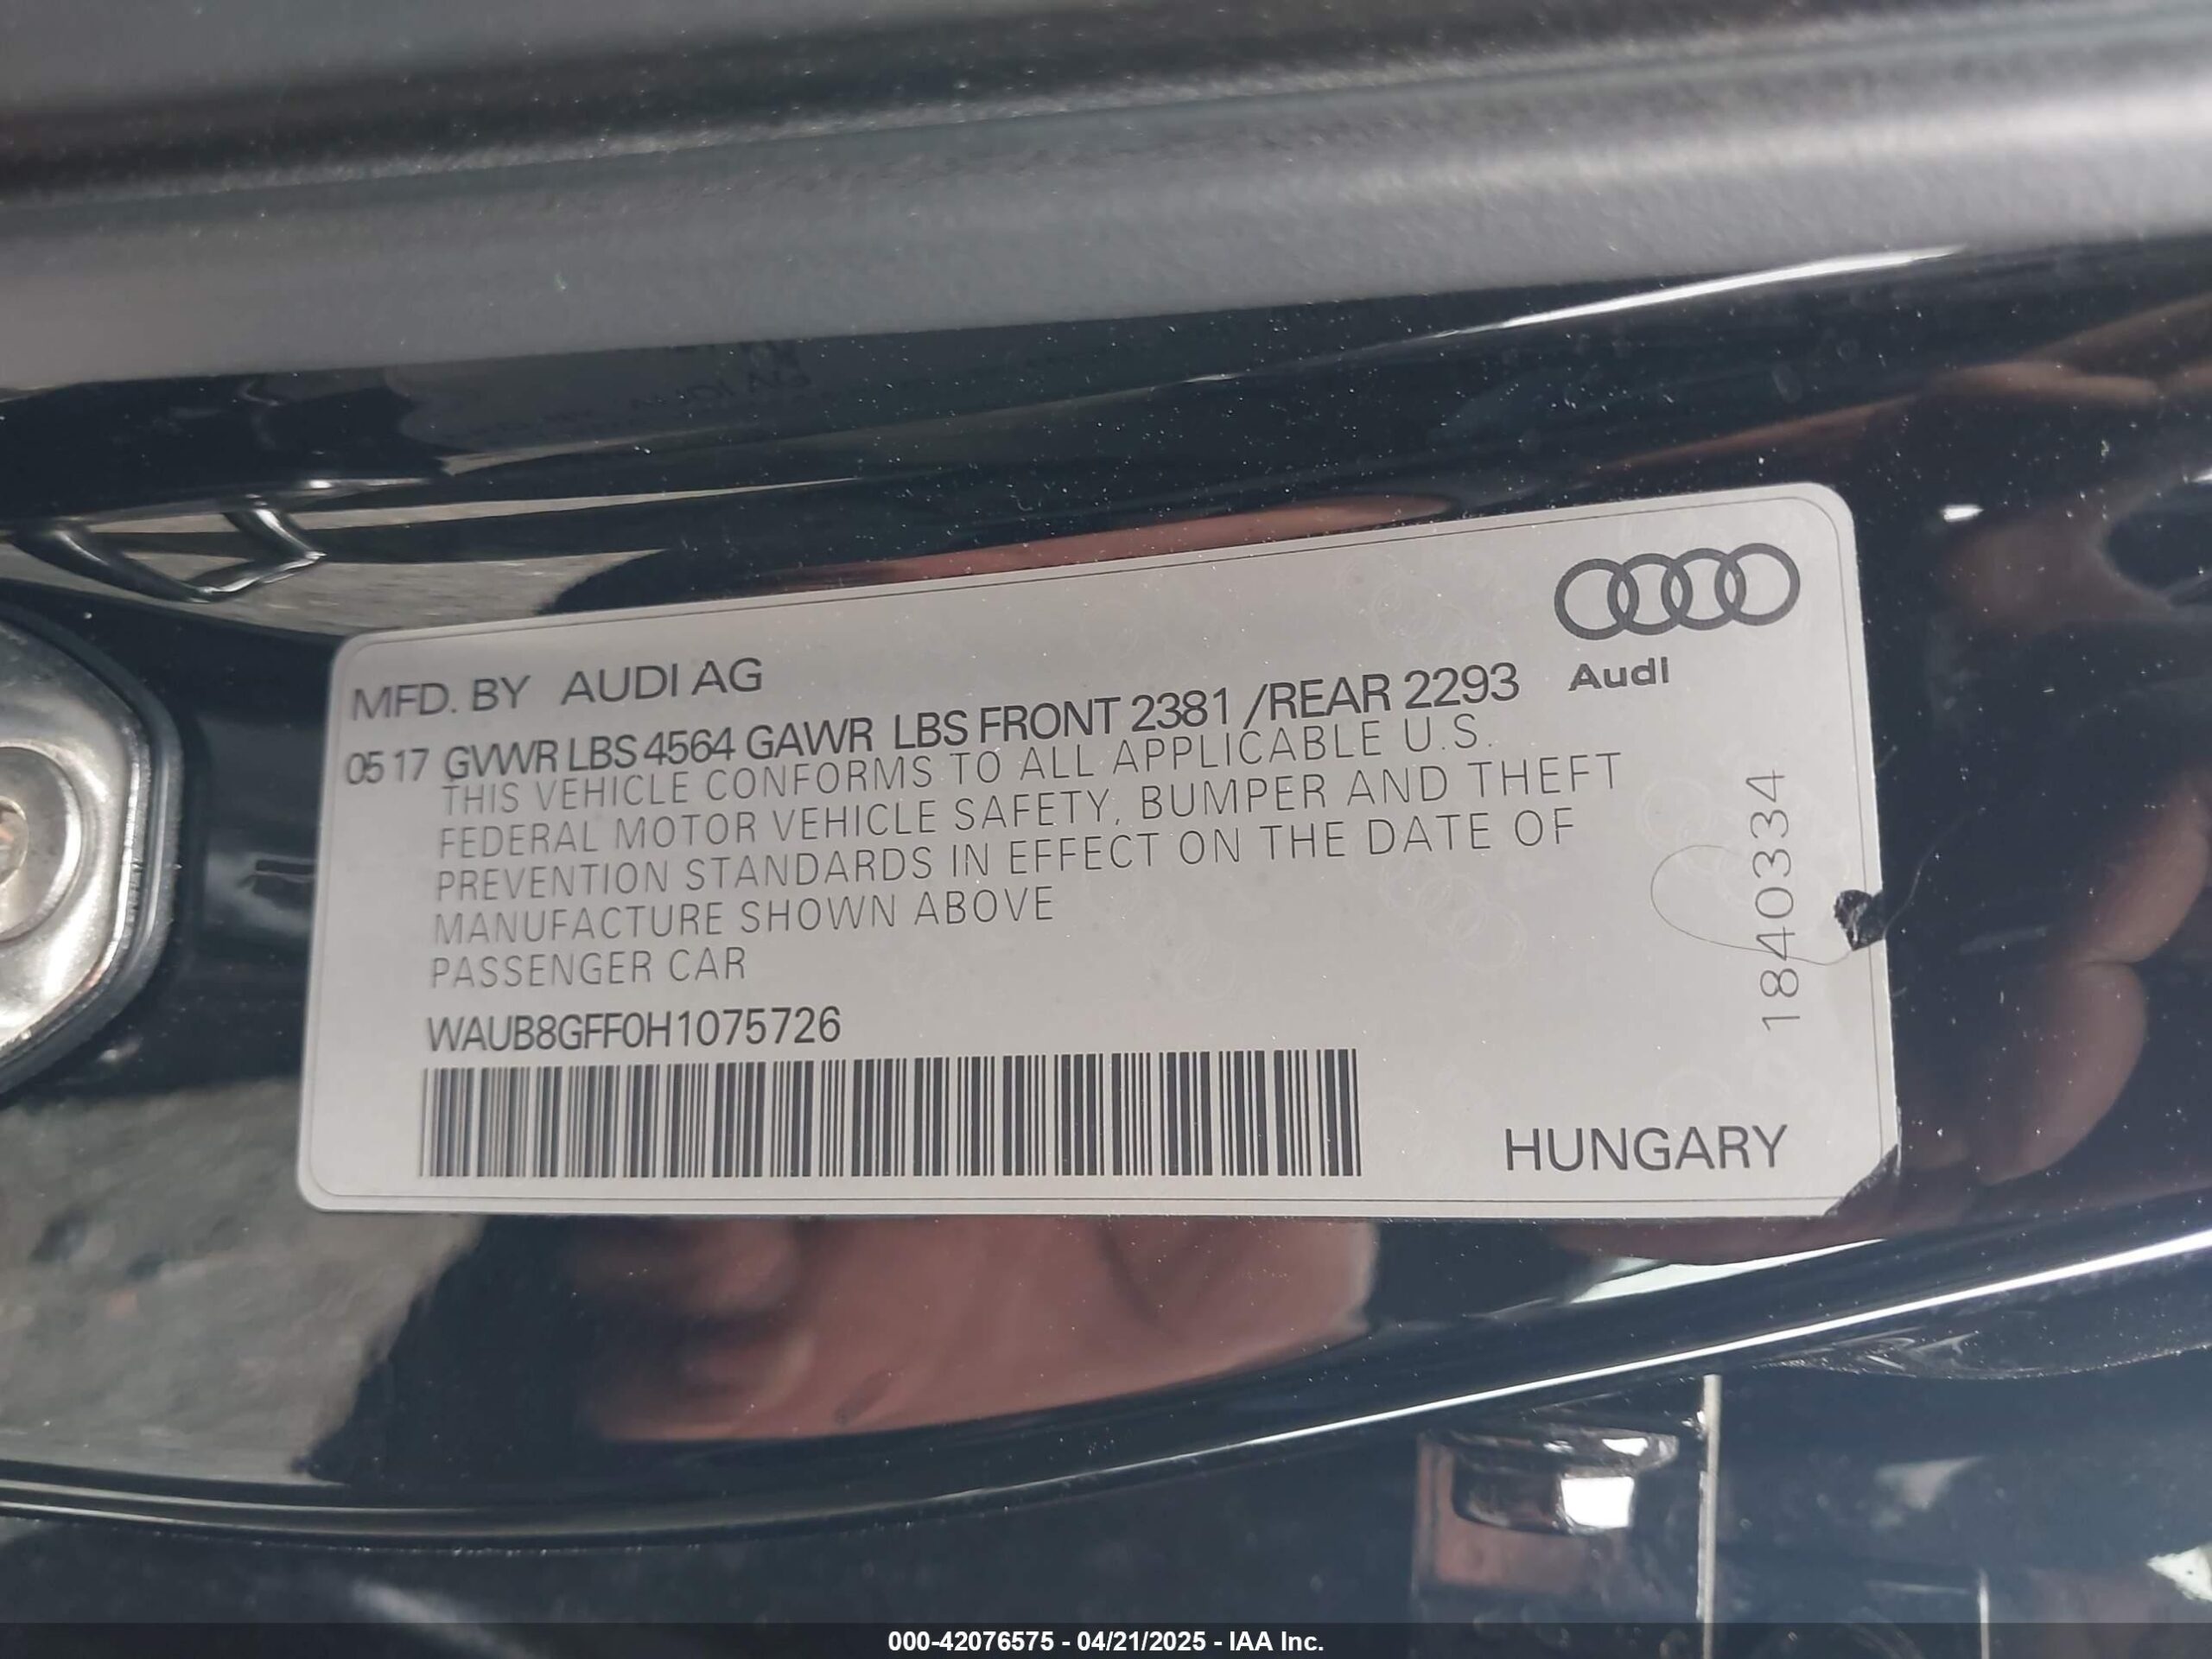 MFD. BY AUDI AG
05 17 GVWR LBS 4564 GAWR LBS FRONT 2381 /REAR 2293
Audi
THIS VEHICLE CONFORMS TO ALL APPLICABLE U.S.
FEDERAL MOTOR VEHICLE SAFETY, BUMPER AND THEFT
PREVENTION STANDARDS IN EFFECT ON THE DATE OF
MANUFACTURE SHOWN ABOVE
PASSENGER CAR
WAUB8GFF0H1075726
1840334
HUNGARY
000-42076575 - 04/21/2025 - IAA Inc.